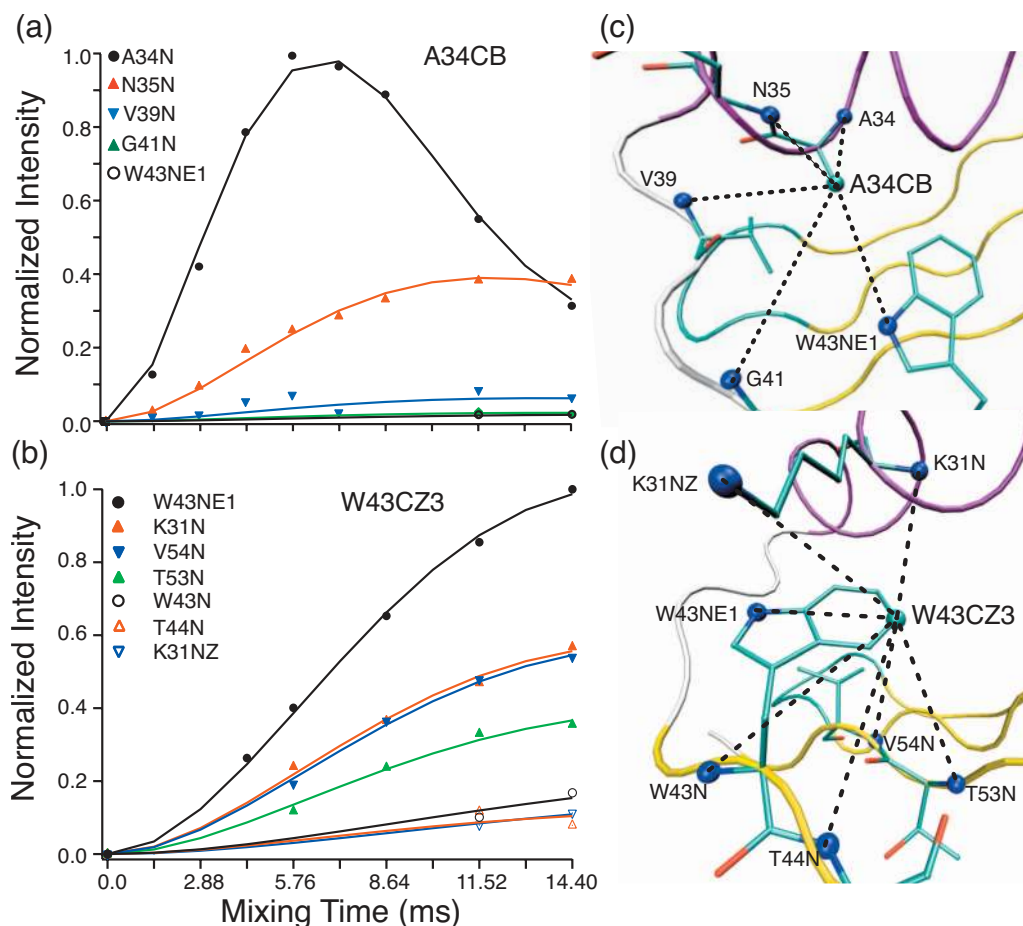 (a)
A34CB
Normalized Intensity
1.0
0.8
0.6
0.4
0.2
0.0
A34N
N35N
V39N
G41N
W43NE1
(b)
W43CZ3
Normalized Intensity
1.0
0.8
0.6
0.4
0.2
0.0
W43NE1
K31N
V54N
T53N
W43N
T44N
K31NZ
0.0 2.88 5.76 8.64 11.52 14.40
Mixing Time (ms)
(c)
N35
A34
V39
A34CB
W43NE1
G41
(d)
K31NZ
K31N
W43NE1
W43CZ3
V54N
W43N
T53N
T44N